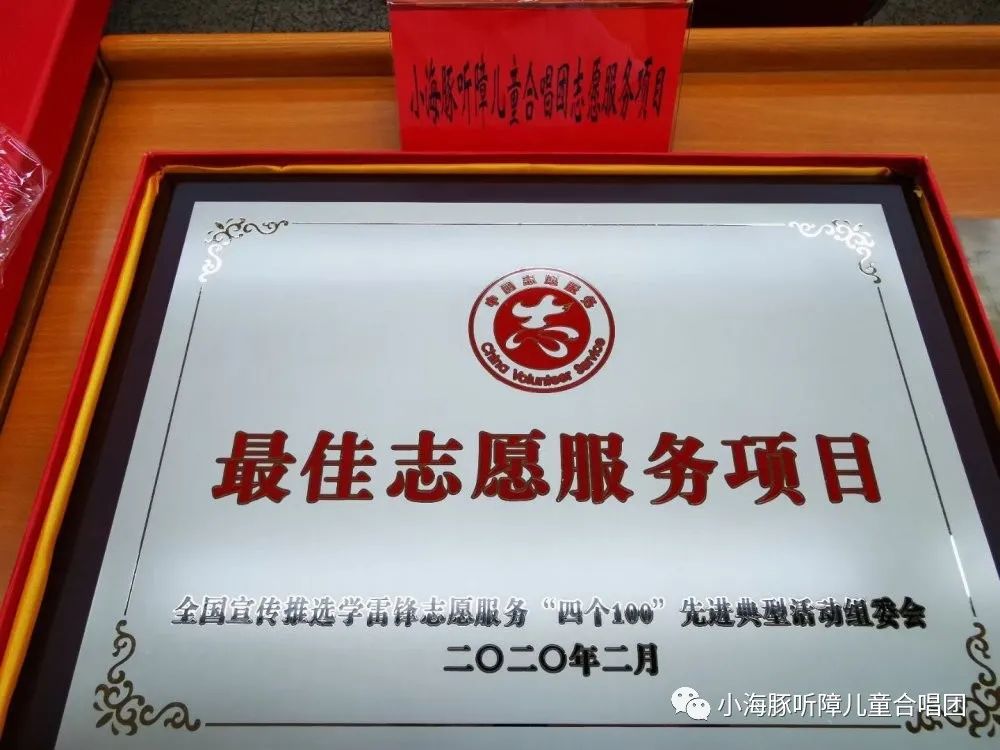 小海豚听障儿童合唱团志愿服务项目
中国志愿服务
China Volunteer Service
最佳志愿服务项目
全国宣传推选学雷锋志愿服务“四个100”先进典型活动组委会
二〇二〇年二月
小海豚听障儿童合唱团